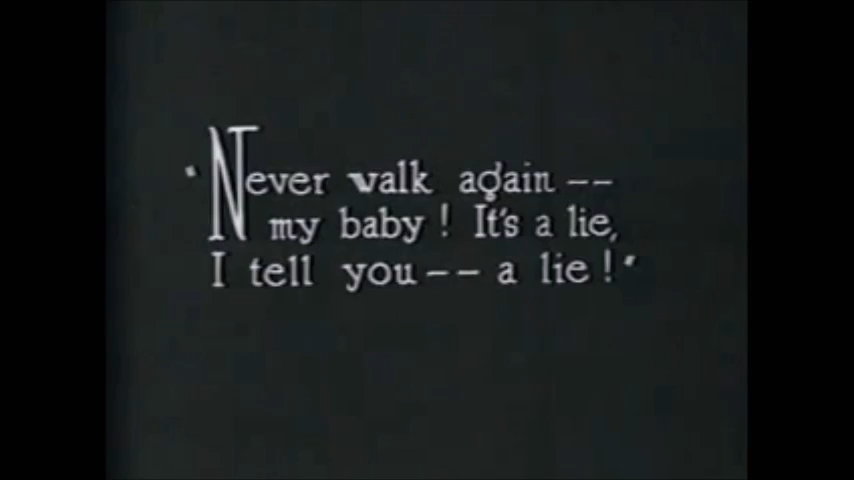 "Never walk again--
my baby! It's a lie,
I tell you-- a lie!"